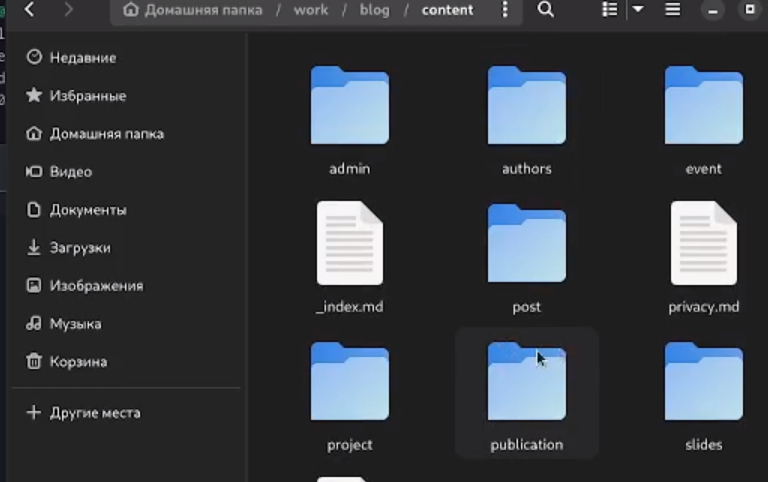 Домашняя папка / work / blog / content
Недавние
Избранные
Домашняя папка
Видео
Документы
Загрузки
Изображения
Музыка
Корзина
Другие места
admin
authors
event
_index.md
post
privacy.md
project
publication
slides